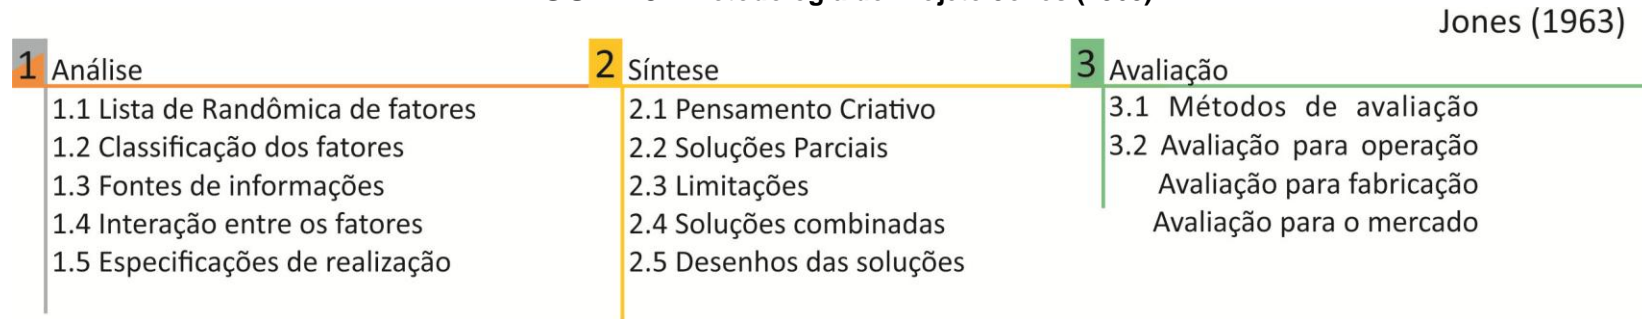 Jones (1963)
1 Análise
1.1 Lista de Randômica de fatores
1.2 Classificação dos fatores
1.3 Fontes de informações
1.4 Interação entre os fatores
1.5 Especificações de realização
2 Síntese
2.1 Pensamento Criativo
2.2 Soluções Parciais
2.3 Limitações
2.4 Soluções combinadas
2.5 Desenhos das soluções
3 Avaliação
3.1 Métodos de avaliação
3.2 Avaliação para operação
Avaliação para fabricação
Avaliação para o mercado